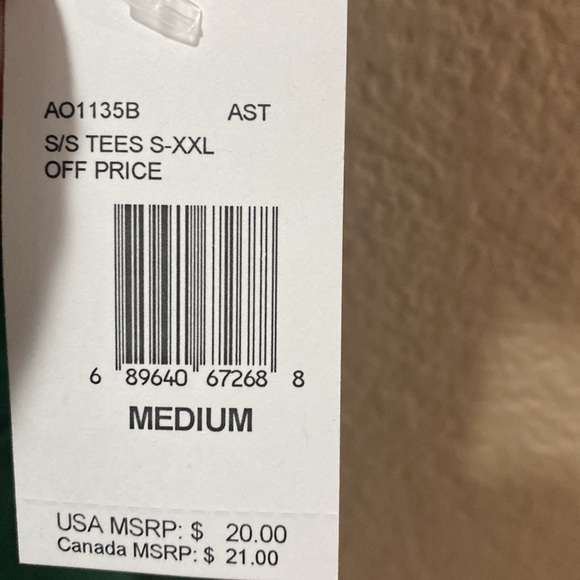 AO1135B AST
S/S TEES S-XXL
OFF PRICE
6 89640 67268 8
MEDIUM
USA MSRP: $ 20.00
Canada MSRP: $ 21.00